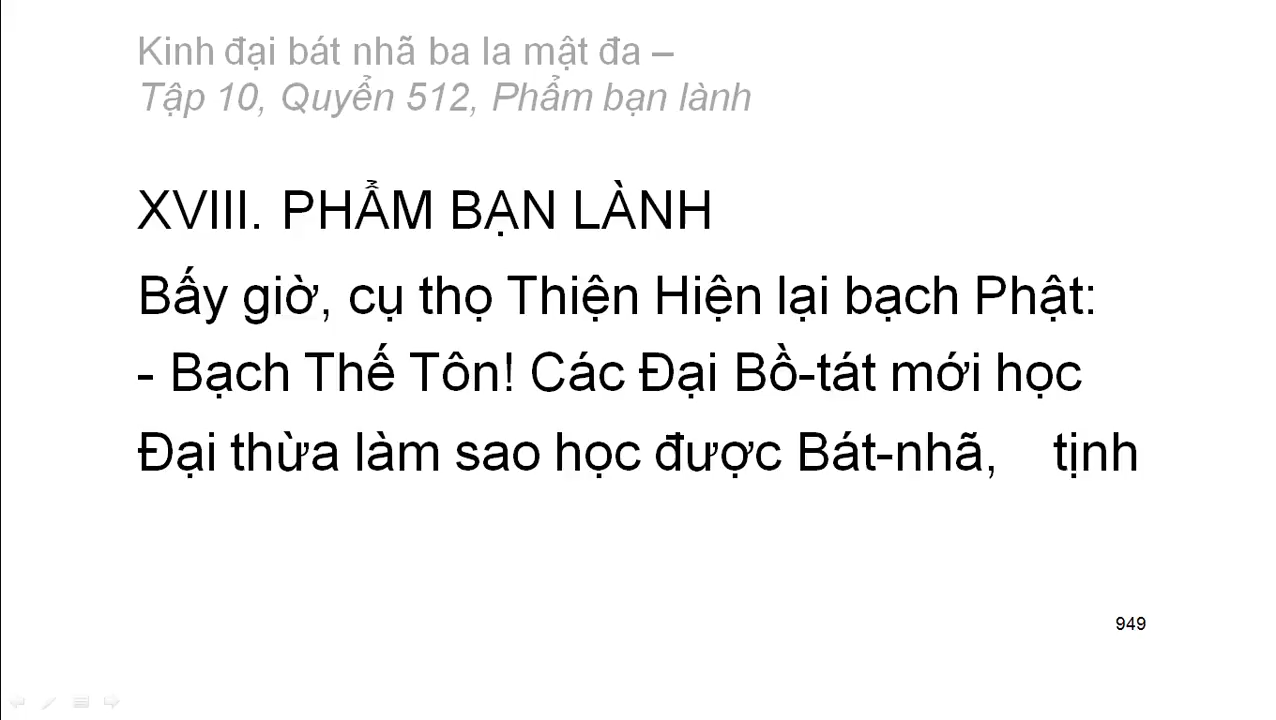 Kinh đại bát nhã ba la mật đa –
Tập 10, Quyển 512, Phẩm bạn lành
XVIII. PHẨM BẠN LÀNH
Bấy giờ, cụ thọ Thiện Hiện lại bạch Phật:
- Bạch Thế Tôn! Các Đại Bồ-tát mới học
Đại thừa làm sao học được Bát-nhã, tịnh
949